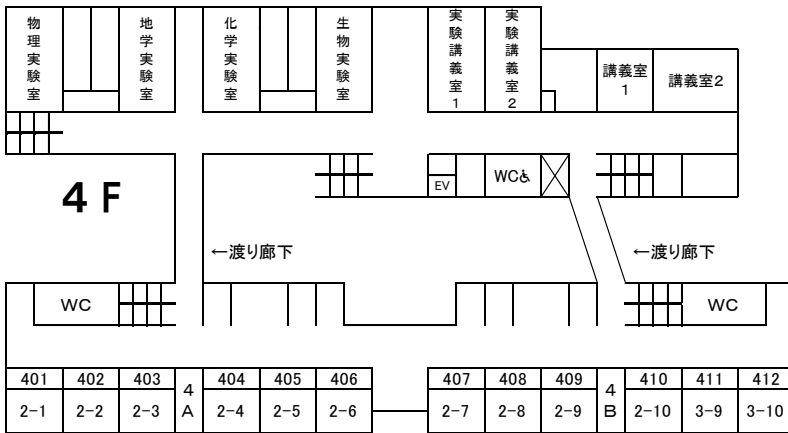 物理実験室
地学実験室
化学実験室
生物実験室
実験講義室1
実験講義室2
講義室
1
講義室2
4F
EV
WC♿
←渡り廊下
←渡り廊下
WC
WC
401 402 403 404 405 406 407 408 409 410 411 412
4A
4B
2-1 2-2 2-3 2-4 2-5 2-6 2-7 2-8 2-9 2-10 3-9 3-10